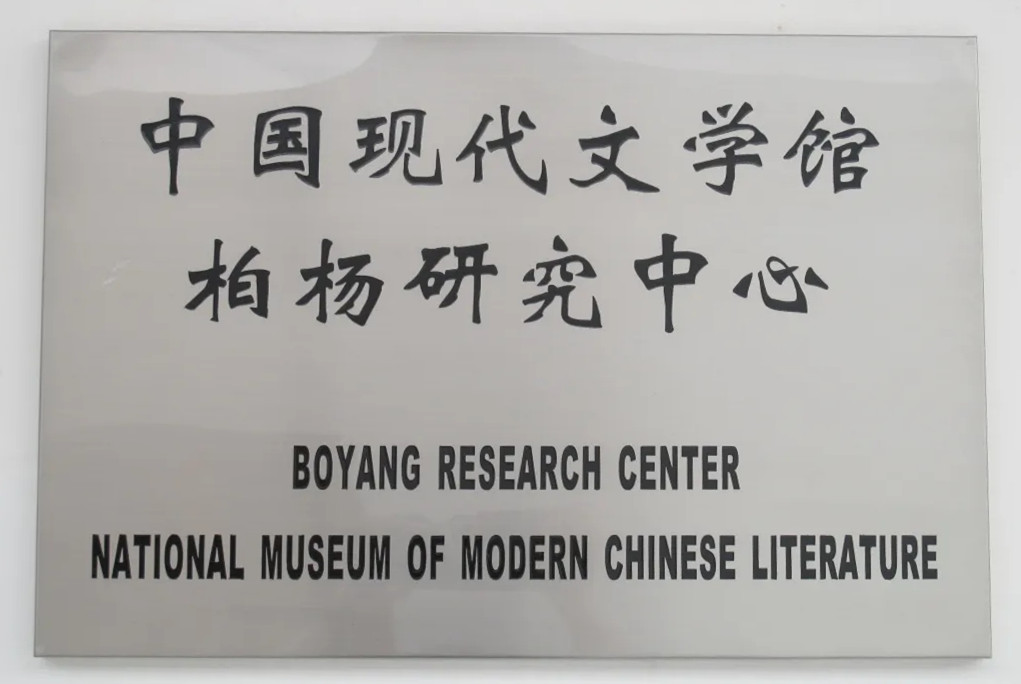 中国现代文学馆
柏杨研究中心
BOYANG RESEARCH CENTER
NATIONAL MUSEUM OF MODERN CHINESE LITERATURE